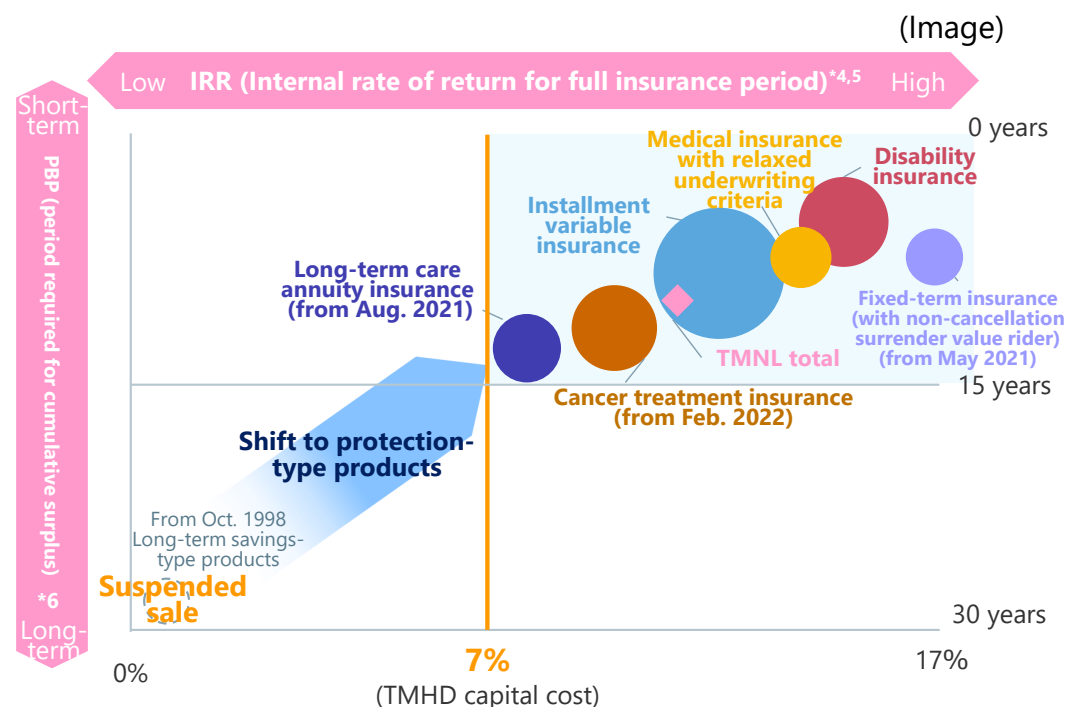 (Image)
Low IRR (Internal rate of return for full insurance period)*4,5 High
Short-
term
PBP (period required for cumulative surplus)
*6
Long-
term
0 years
Medical insurance
with relaxed
underwriting
criteria
Disability
insurance
Installment
variable
insurance
Long-term care
annuity insurance
(from Aug. 2021)
Fixed-term insurance
(with non-cancellation
surrender value rider)
(from May 2021)
TMNL total
15 years
Cancer treatment insurance
(from Feb. 2022)
Shift to protection-
type products
From Oct. 1998
Long-term savings-
type products
Suspended
sale
30 years
0%
7%
17%
(TMHD capital cost)